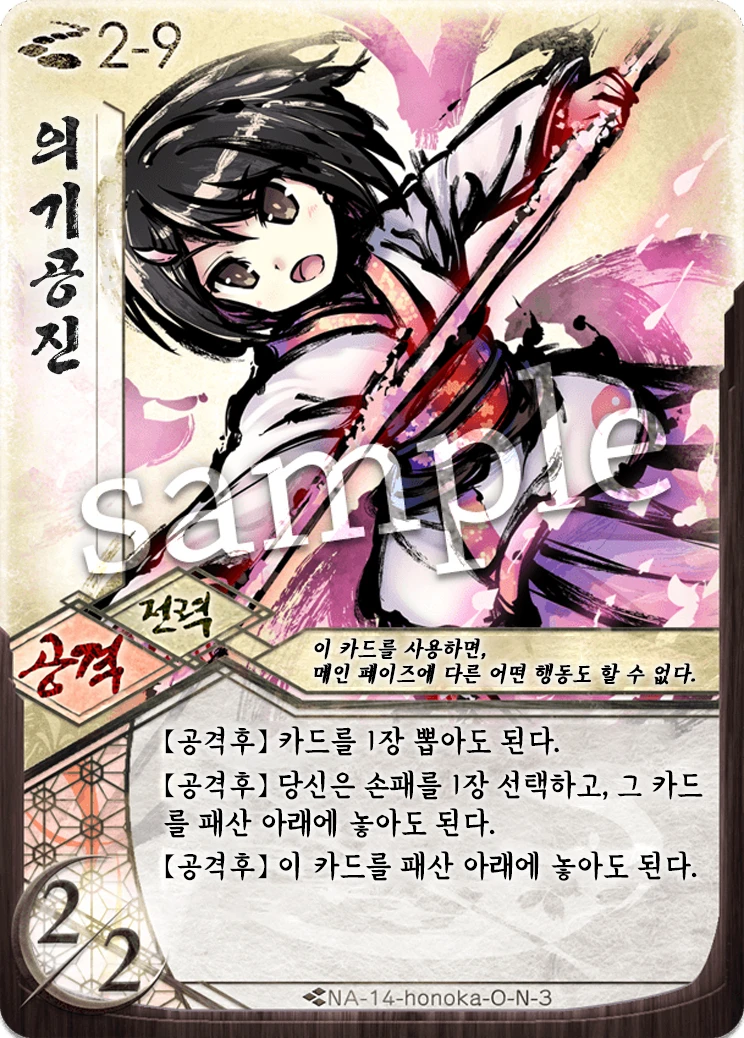 2-9
의기공진
sample
전력
공격
이 카드를 사용하면,
메인 페이즈에 다른 어떤 행동도 할 수 없다.
【공격후】 카드를 1장 뽑아도 된다.
【공격후】 당신은 손패를 1장 선택하고, 그 카드
를 패산 아래에 놓아도 된다.
【공격후】 이 카드를 패산 아래에 놓아도 된다.
2/2
NA-14-honoka-O-N-3